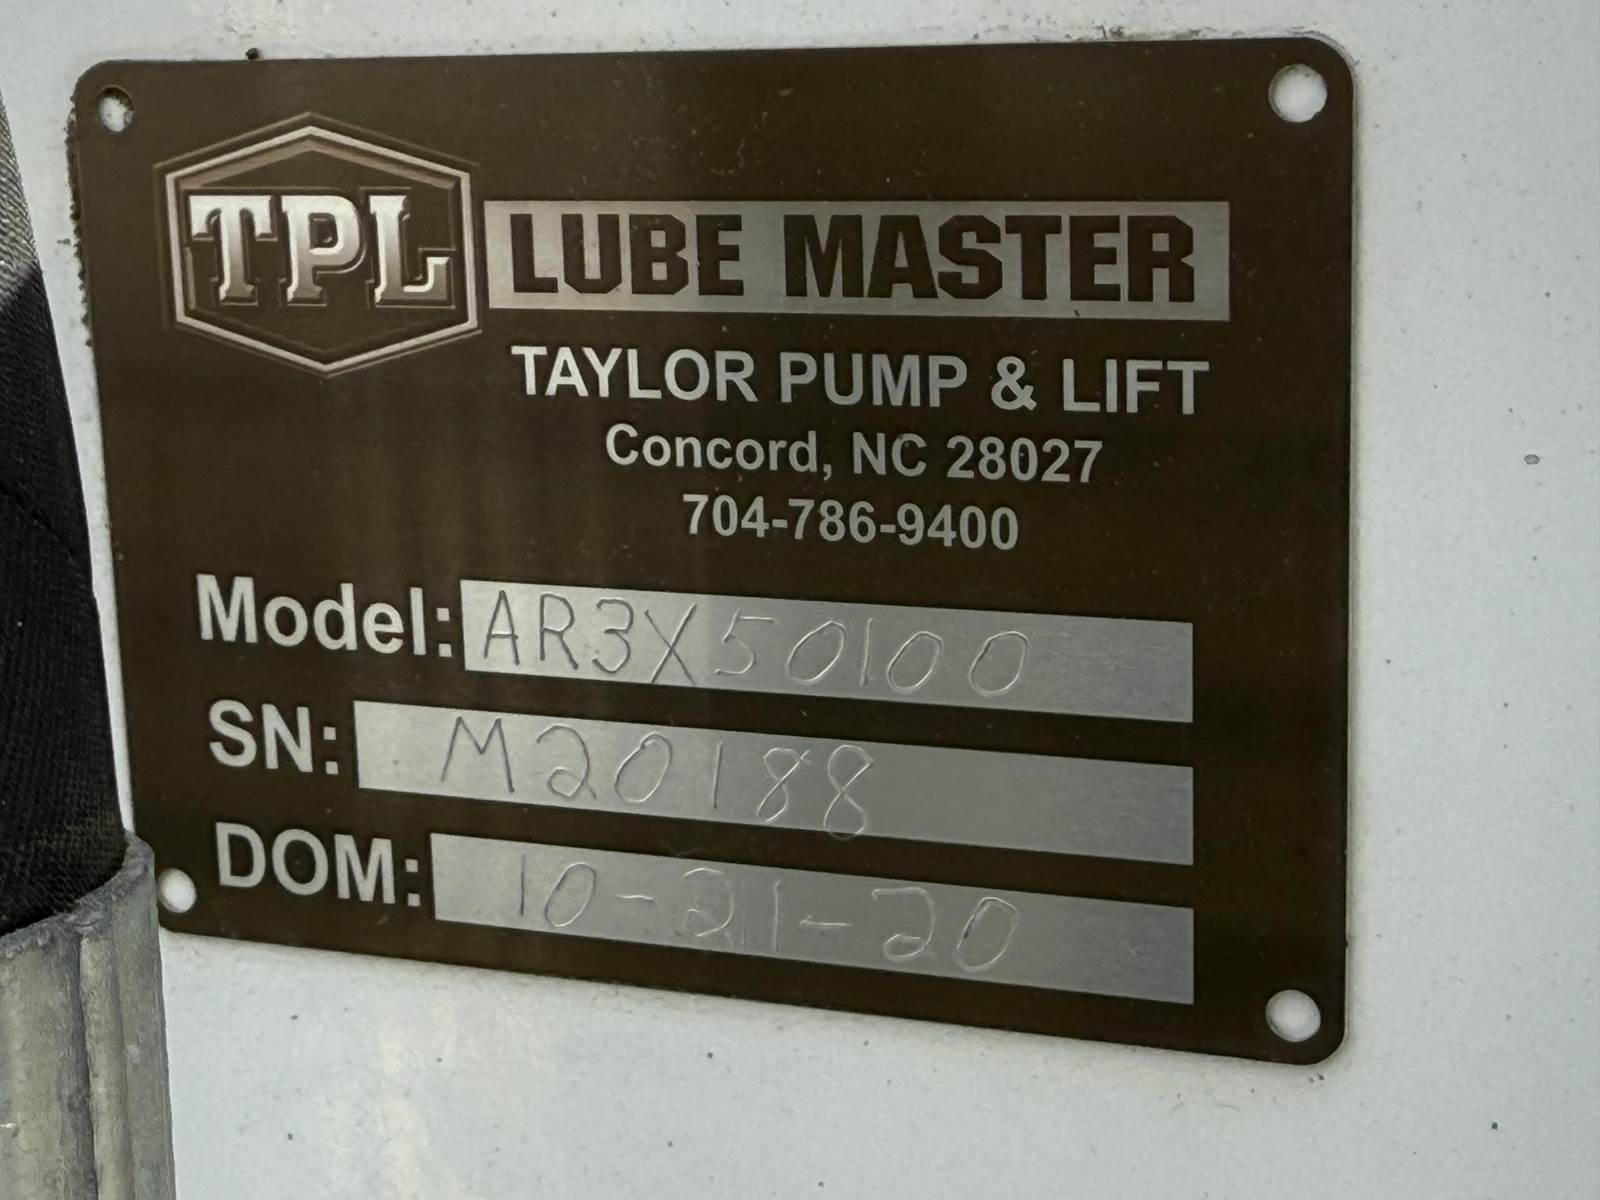 TPL LUBE MASTER
TAYLOR PUMP & LIFT
Concord, NC 28027
704-786-9400
Model: AR3X50100
SN: M20188
DOM: 10-21-20